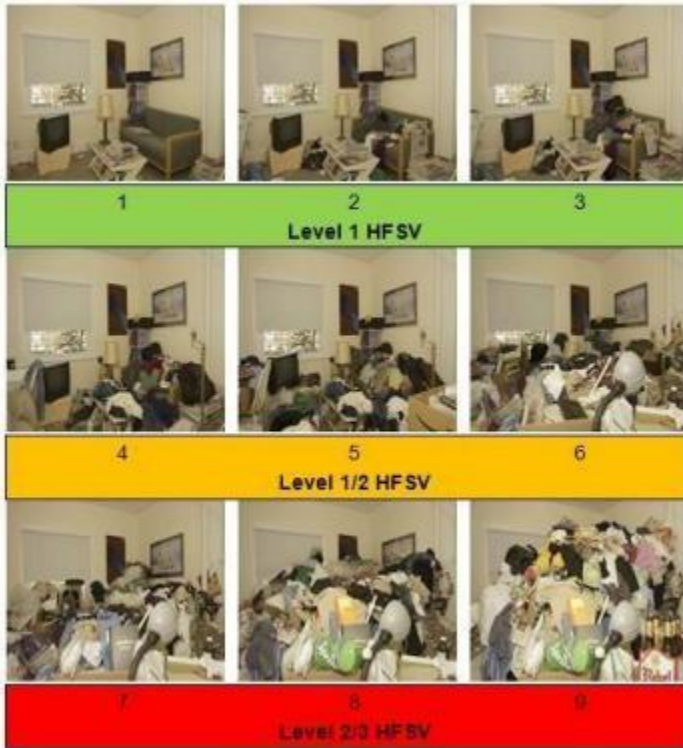 1 2 3
Level 1 HFSV
4 5 6
Level 1/2 HFSV
7 8 9
Level 2/3 HFSV